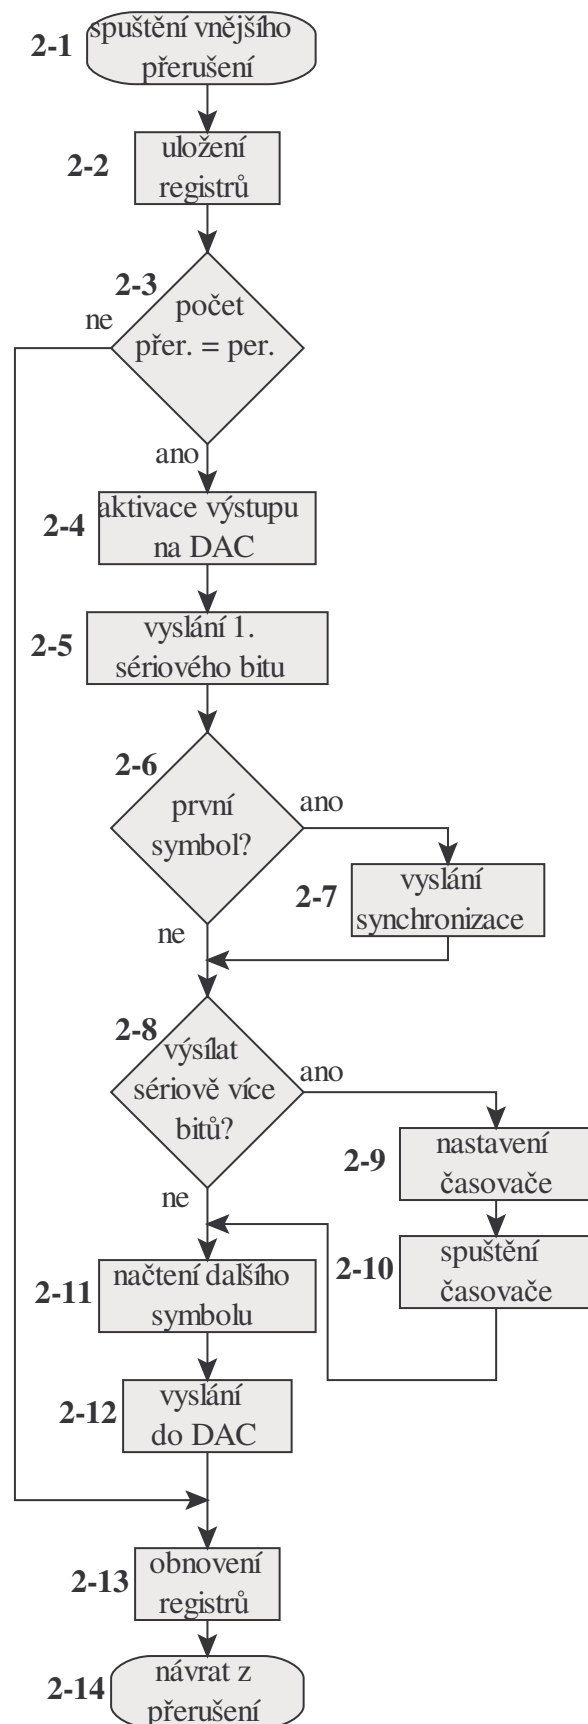 spuštění vnějšího
2-1
přerušení
uložení
2-2
registrů
2-3
počet
ne
přer. = per.
ano
aktivace výstupu
2-4
na DAC
vyslání 1.
2-5
sériového bitu
2-6
první
ano
symbol?
vyslání
2-7
synchronizace
ne
2-8
výsílat
sériově více
ano
bitů?
nastavení
2-9
časovače
ne
spuštění
2-10
časovače
načtení dalšího
2-11
symbolu
vyslání
2-12
do DAC
obnovení
2-13
registrů
návrat z
2-14
přerušení